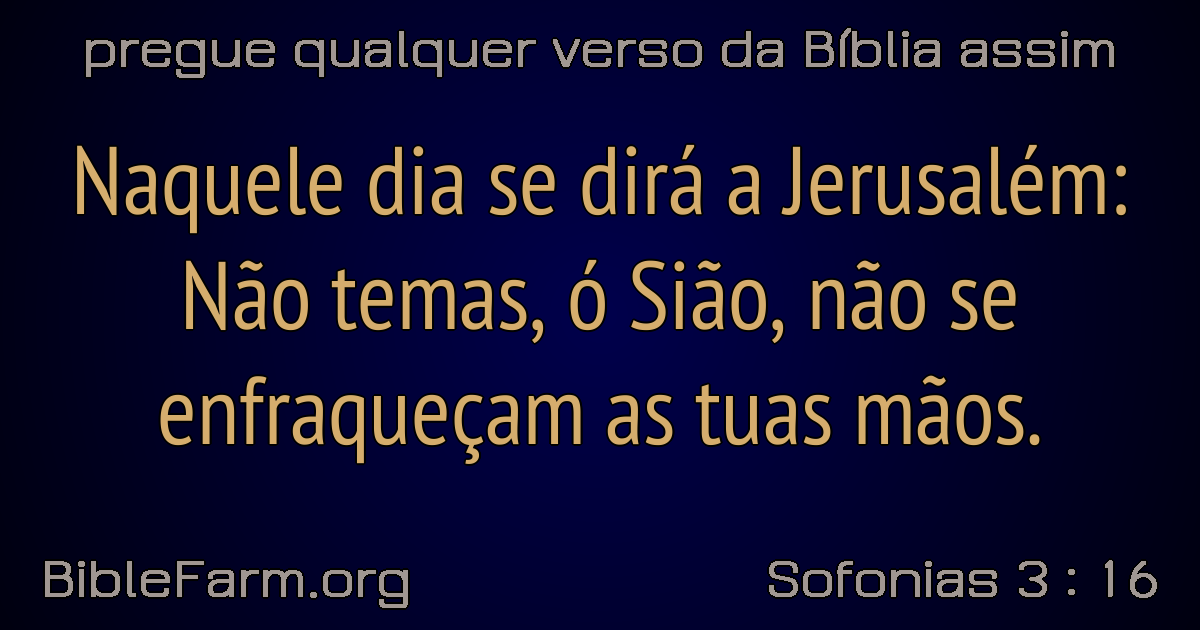 pregue qualquer verso da Bíblia assim
Naquele dia se dirá a Jerusalém:
Não temas, ó Sião, não se
enfraqueçam as tuas mãos.
BibleFarm.org
Sofonias 3 : 16